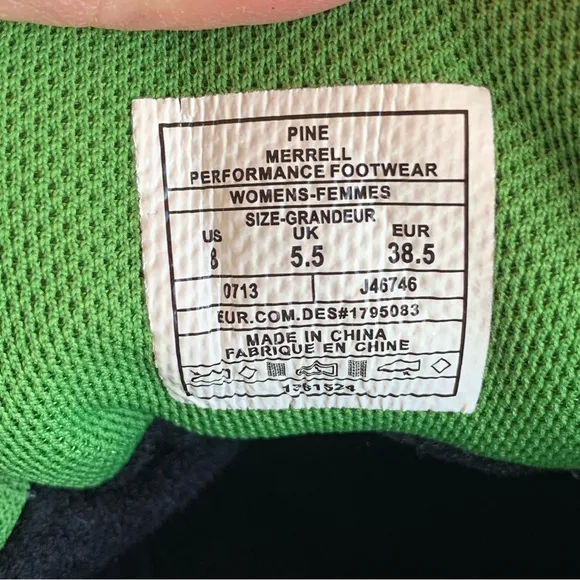 PINE
MERRELL
PERFORMANCE FOOTWEAR
WOMENS-FEMMES
SIZE-GRANDEUR
US UK EUR
8 5.5 38.5
0713 J46746
EUR.COM.DES#1795083
MADE IN CHINA
FABRIQUE EN CHINE
1361524